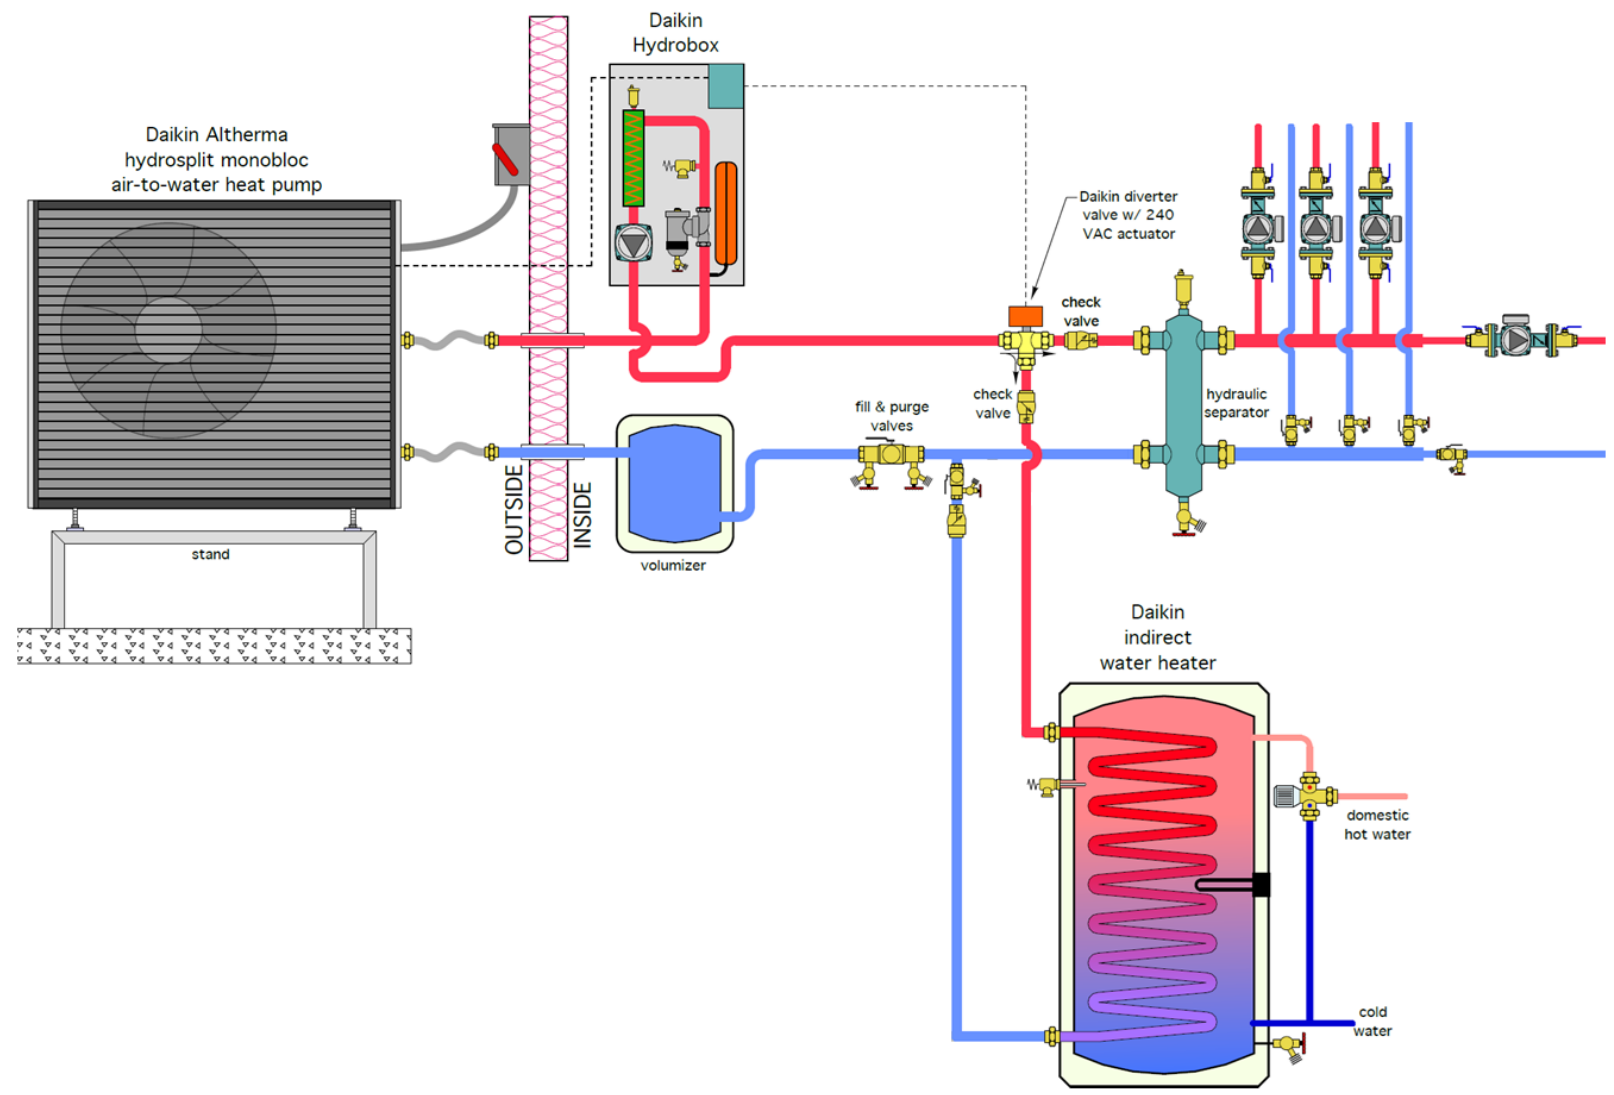 Daikin
Hydrobox
Daikin Altherma
hydrosplit monobloc
air-to-water heat pump
Daikin diverter
valve w/ 240
VAC actuator
check
valve
check
valve
hydraulic
separator
fill & purge
valves
OUTSIDE
INSIDE
stand
volumizer
Daikin
indirect
water heater
domestic
hot water
cold
water